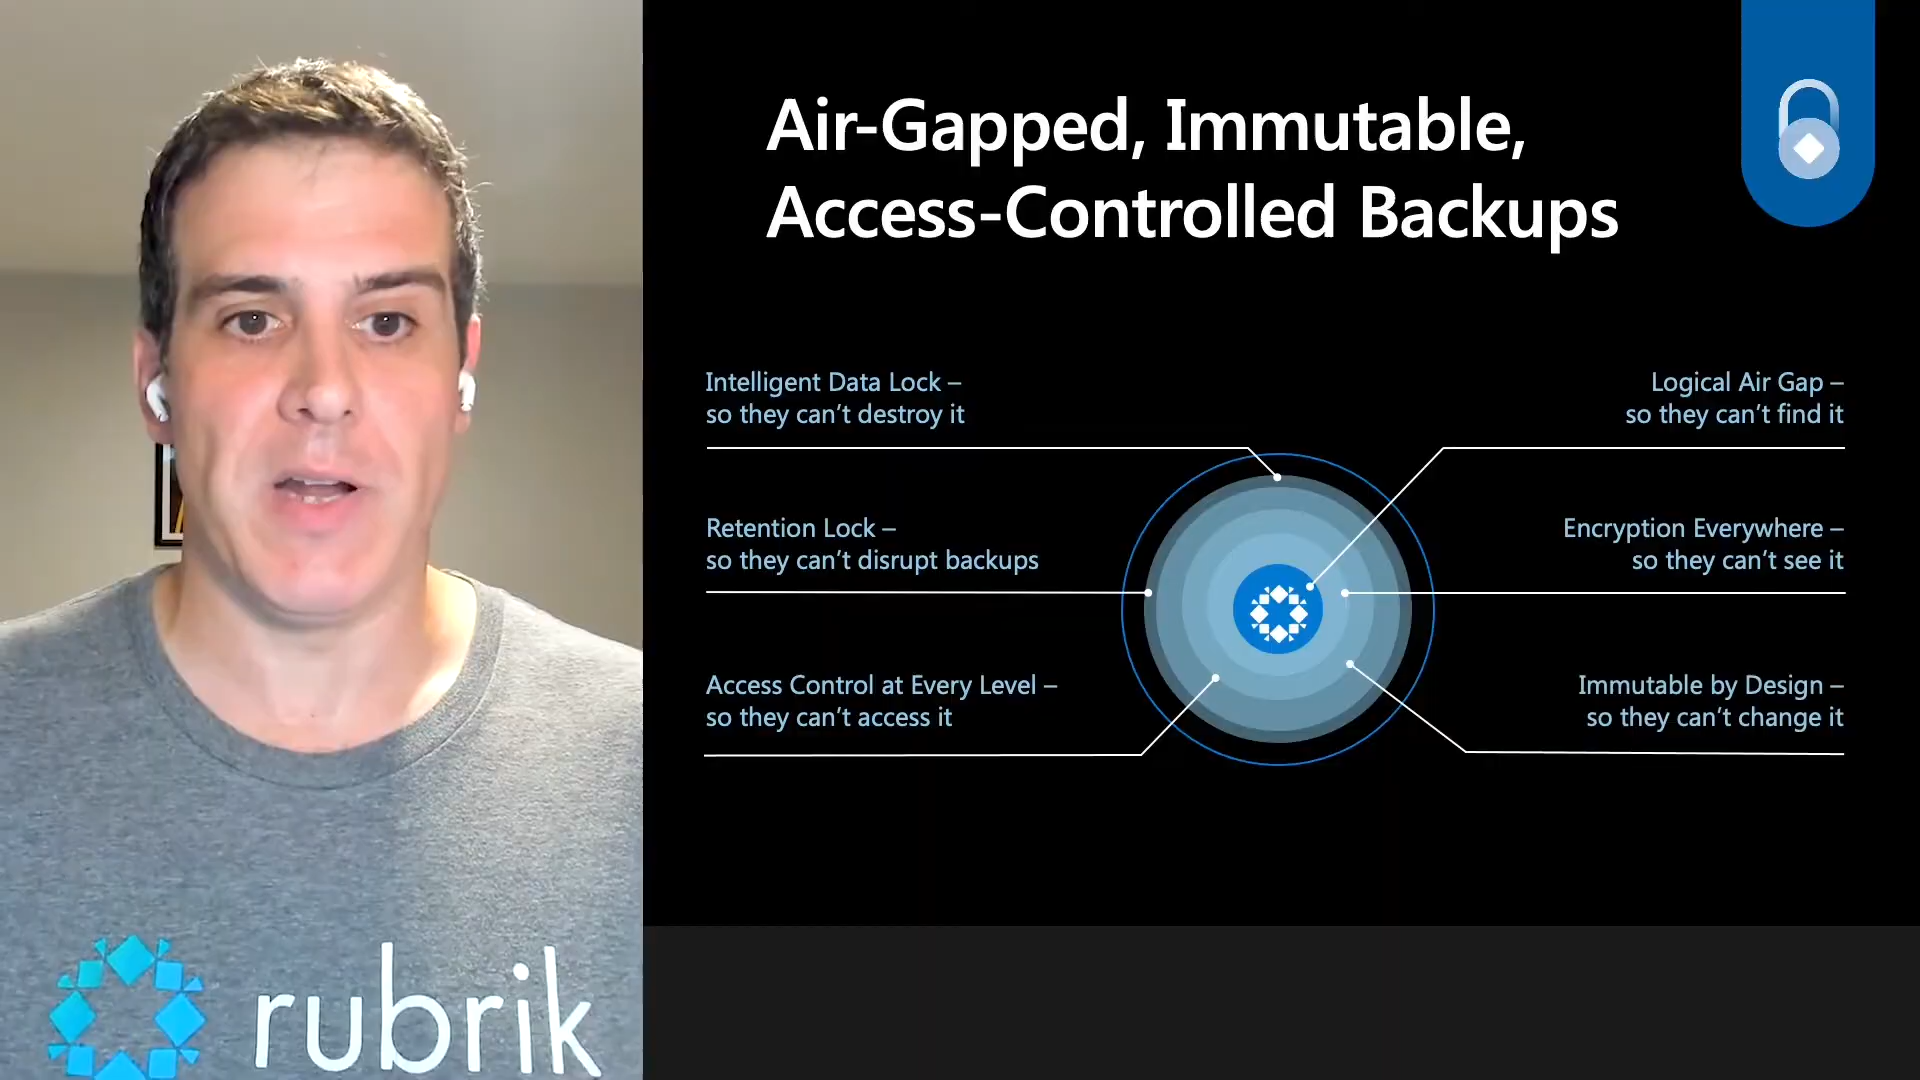 Air-Gapped, Immutable,
Access-Controlled Backups
Intelligent Data Lock –
so they can’t destroy it
Retention Lock –
so they can’t disrupt backups
Access Control at Every Level –
so they can’t access it
Logical Air Gap –
so they can’t find it
Encryption Everywhere –
so they can’t see it
Immutable by Design –
so they can’t change it
rubrik